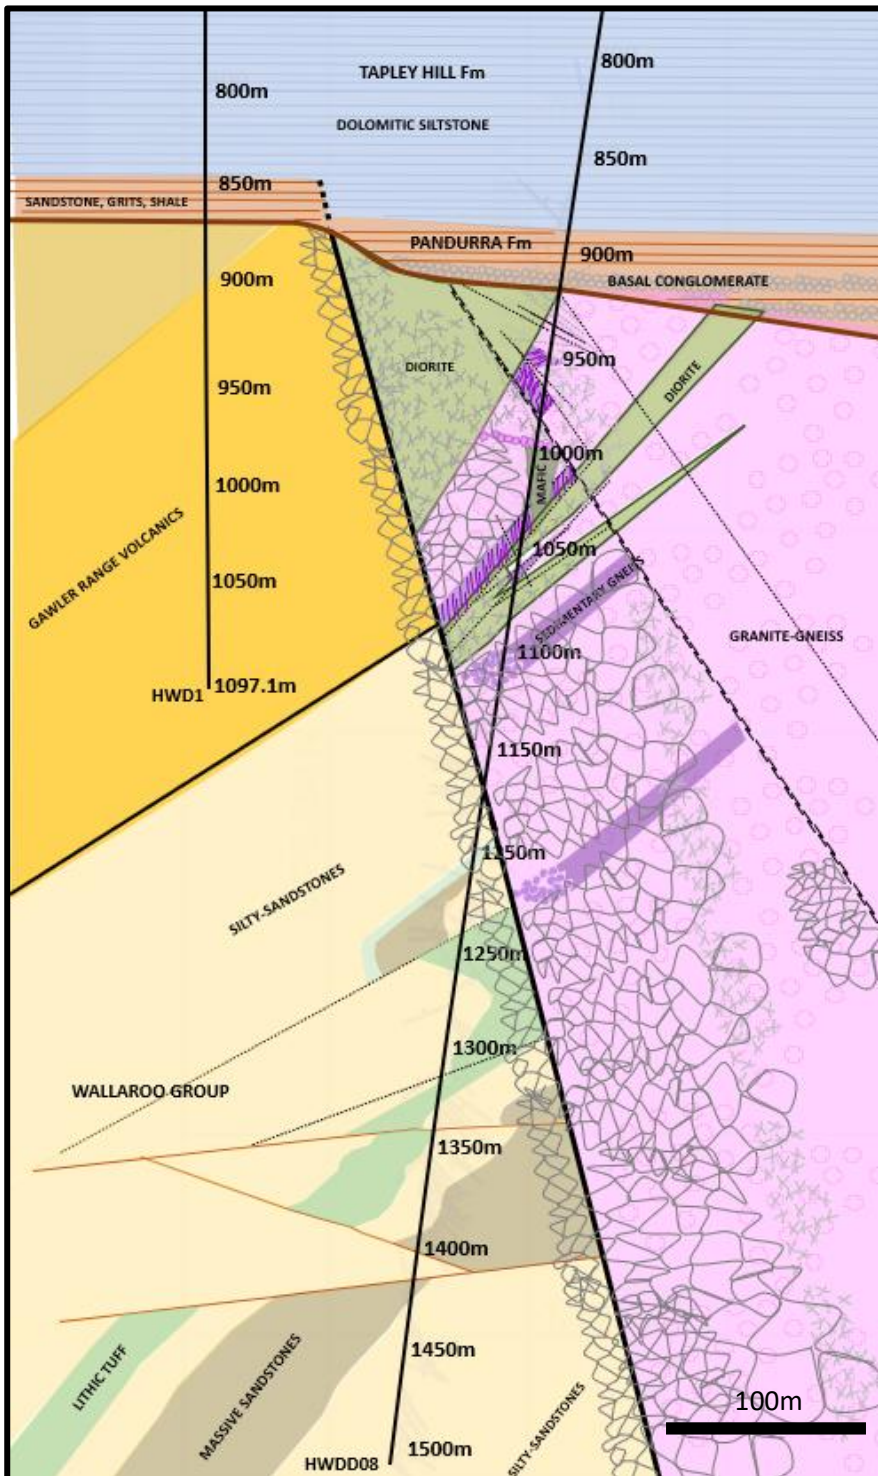 800m
TAPLEY HILL Fm
800m
DOLOMITIC SILTSTONE
850m
850m
SANDSTONE, GRITS, SHALE
PANDURRA Fm
900m
900m
BASAL CONGLOMERATE
DIORITE
950m
950m
DIORITE
1000m
1000m
MAFIC
GAWLER RANGE VOLCANICS
1050m
1050m
SEDIMENTARY GNEISS
GRANITE-GNEISS
1100m
HWD1
1097.1m
1150m
1250m
SILTY-SANDSTONES
1250m
1300m
WALLAROO GROUP
1350m
1400m
1450m
LITHIC TUFF
MASSIVE SANDSTONES
100m
1500m
SILTY-SANDSTONES
HWDD08